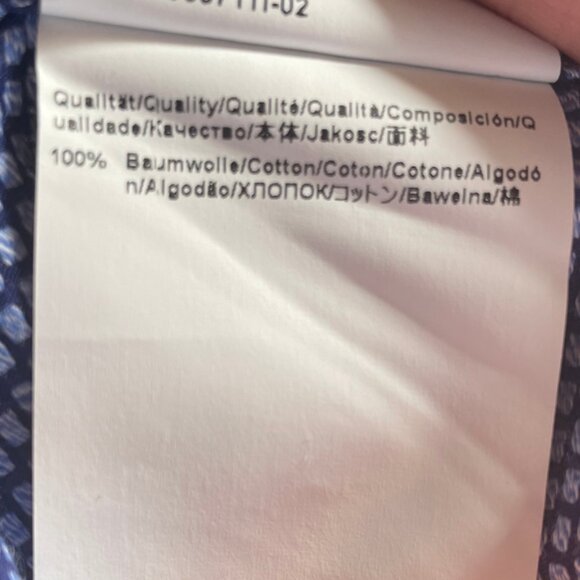 Qualität/Quality/Qualité/Qualità/Composición/Q
ualidade/Качество/本体/Jakosc/面料
100% Baumwolle/Cotton/Coton/Cotone/Algodó
n/Algodão/ХЛОПОК/コットン/Bawelna/棉